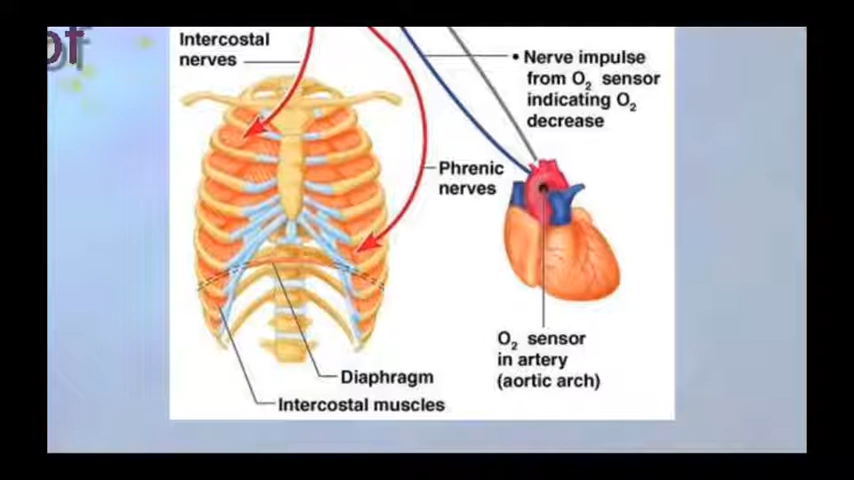 of
Intercostal
nerves
• Nerve impulse
from O₂ sensor
indicating O₂
decrease
Phrenic
nerves
O₂ sensor
in artery
(aortic arch)
Diaphragm
Intercostal muscles